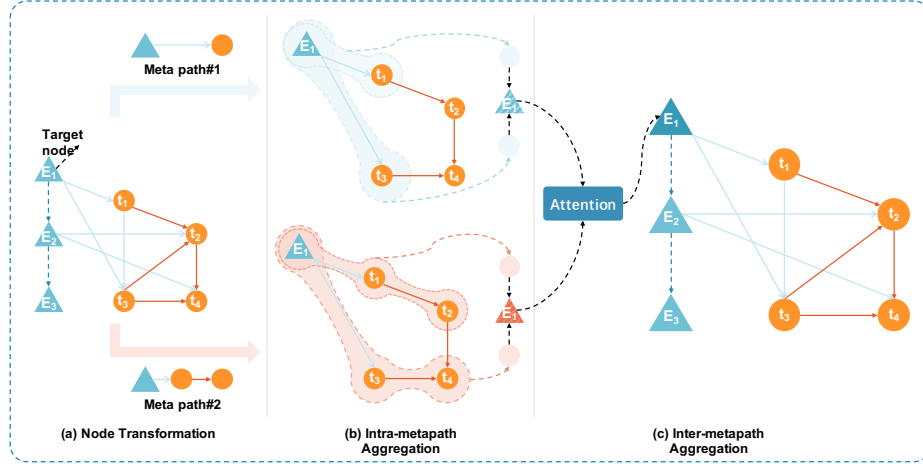 Meta path#1
Target
node
E1
t1
E2
t2
E3
t3
t4
Meta path#2
(a) Node Transformation
E1
t1
t2
t3
t4
E1
E1
t1
t2
t3
t4
E1
(b) Intra-metapath
Aggregation
Attention
E1
t1
E2
t2
E3
t3
t4
(c) Inter-metapath
Aggregation